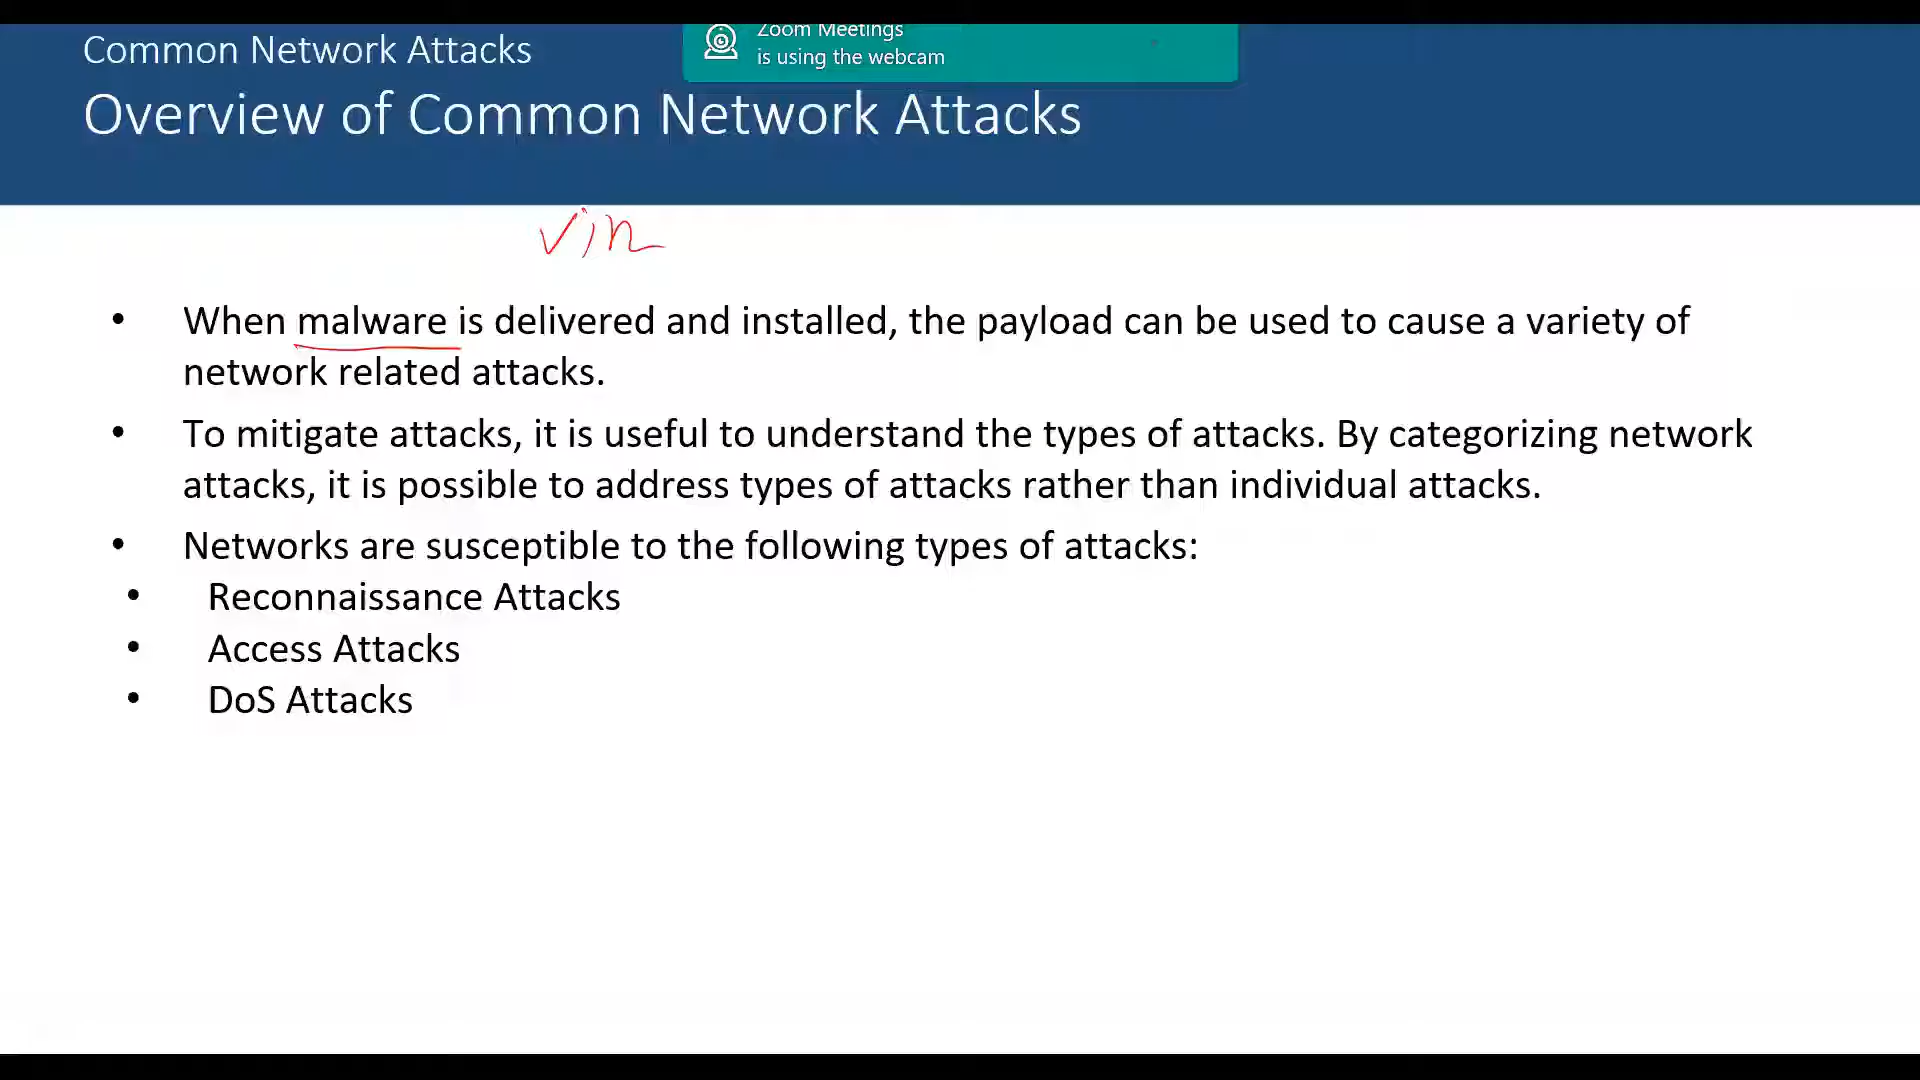 Common Network Attacks
Zoom Meetings
is using the webcam
Overview of Common Network Attacks
• When malware is delivered and installed, the payload can be used to cause a variety of
network related attacks.
• To mitigate attacks, it is useful to understand the types of attacks. By categorizing network
attacks, it is possible to address types of attacks rather than individual attacks.
• Networks are susceptible to the following types of attacks:
• Reconnaissance Attacks
• Access Attacks
• DoS Attacks